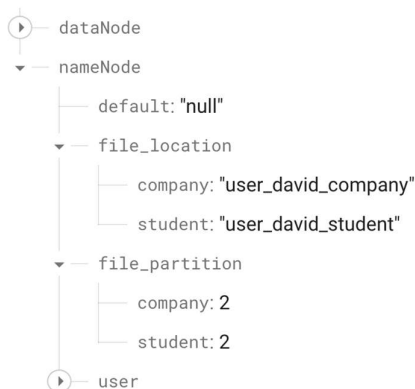 dataNode
nameNode
default: "null"
file_location
company: "user_david_company"
student: "user_david_student"
file_partition
company: 2
student: 2
user